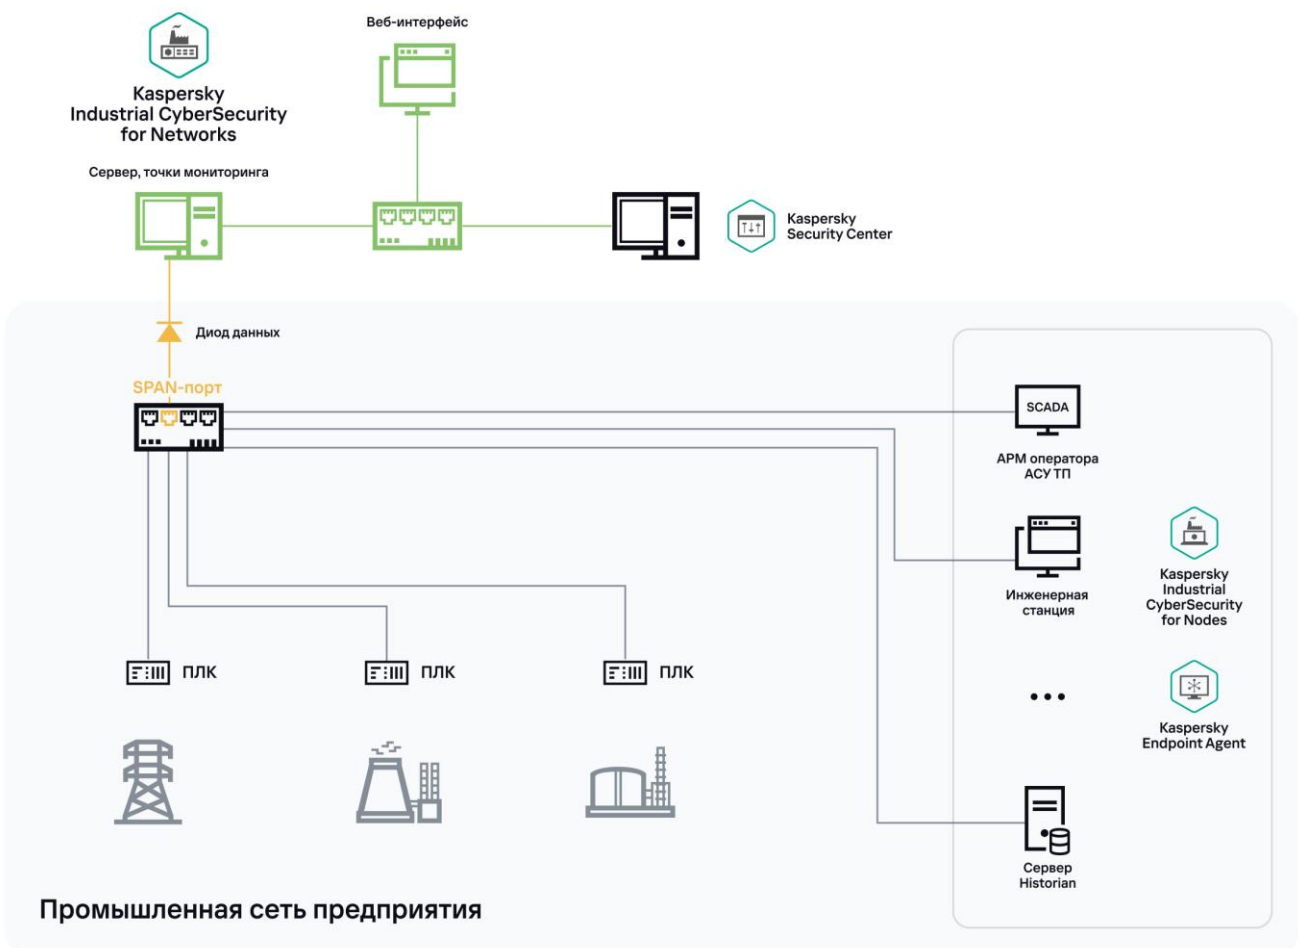 Веб-интерфейс
Kaspersky
Industrial CyberSecurity
for Networks
Сервер, точки мониторинга
Kaspersky
Security Center
Диод данных
SPAN-порт
SCADA
АРМ оператора
АСУ ТП
Инженерная
станция
Kaspersky
Industrial
CyberSecurity
for Nodes
ПЛК
ПЛК
ПЛК
Kaspersky
Endpoint Agent
Сервер
Historian
Промышленная сеть предприятия